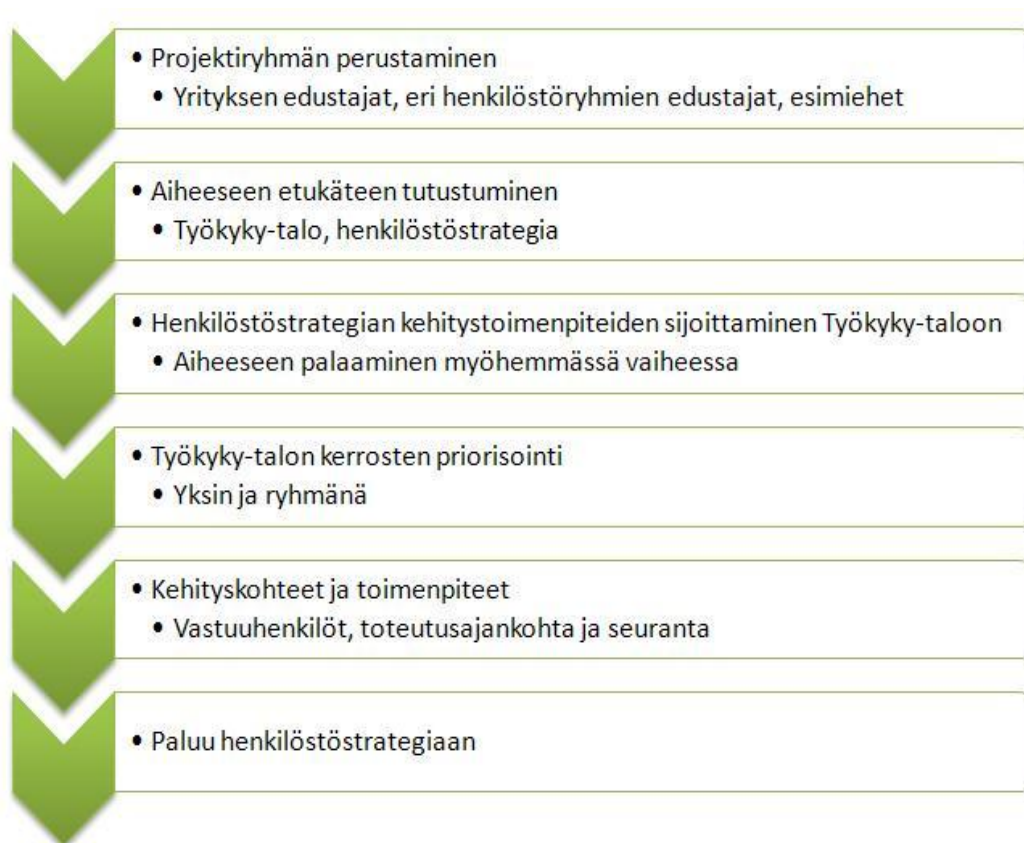 • Projektiryhmän perustaminen
• Yrityksen edustajat, eri henkilöstöryhmien edustajat, esimiehet
• Aiheeseen etukäteen tutustuminen
• Työkyky-talo, henkilöstöstrategia
• Henkilöstöstrategian kehitystoimenpiteiden sijoittaminen Työkyky-taloon
• Aiheeseen palaaminen myöhemmässä vaiheessa
• Työkyky-talon kerrosten priorisointi
• Yksin ja ryhmänä
• Kehityskohteet ja toimenpiteet
• Vastuuhenkilöt, toteutusajankohta ja seuranta
• Paluu henkilöstöstrategiaan